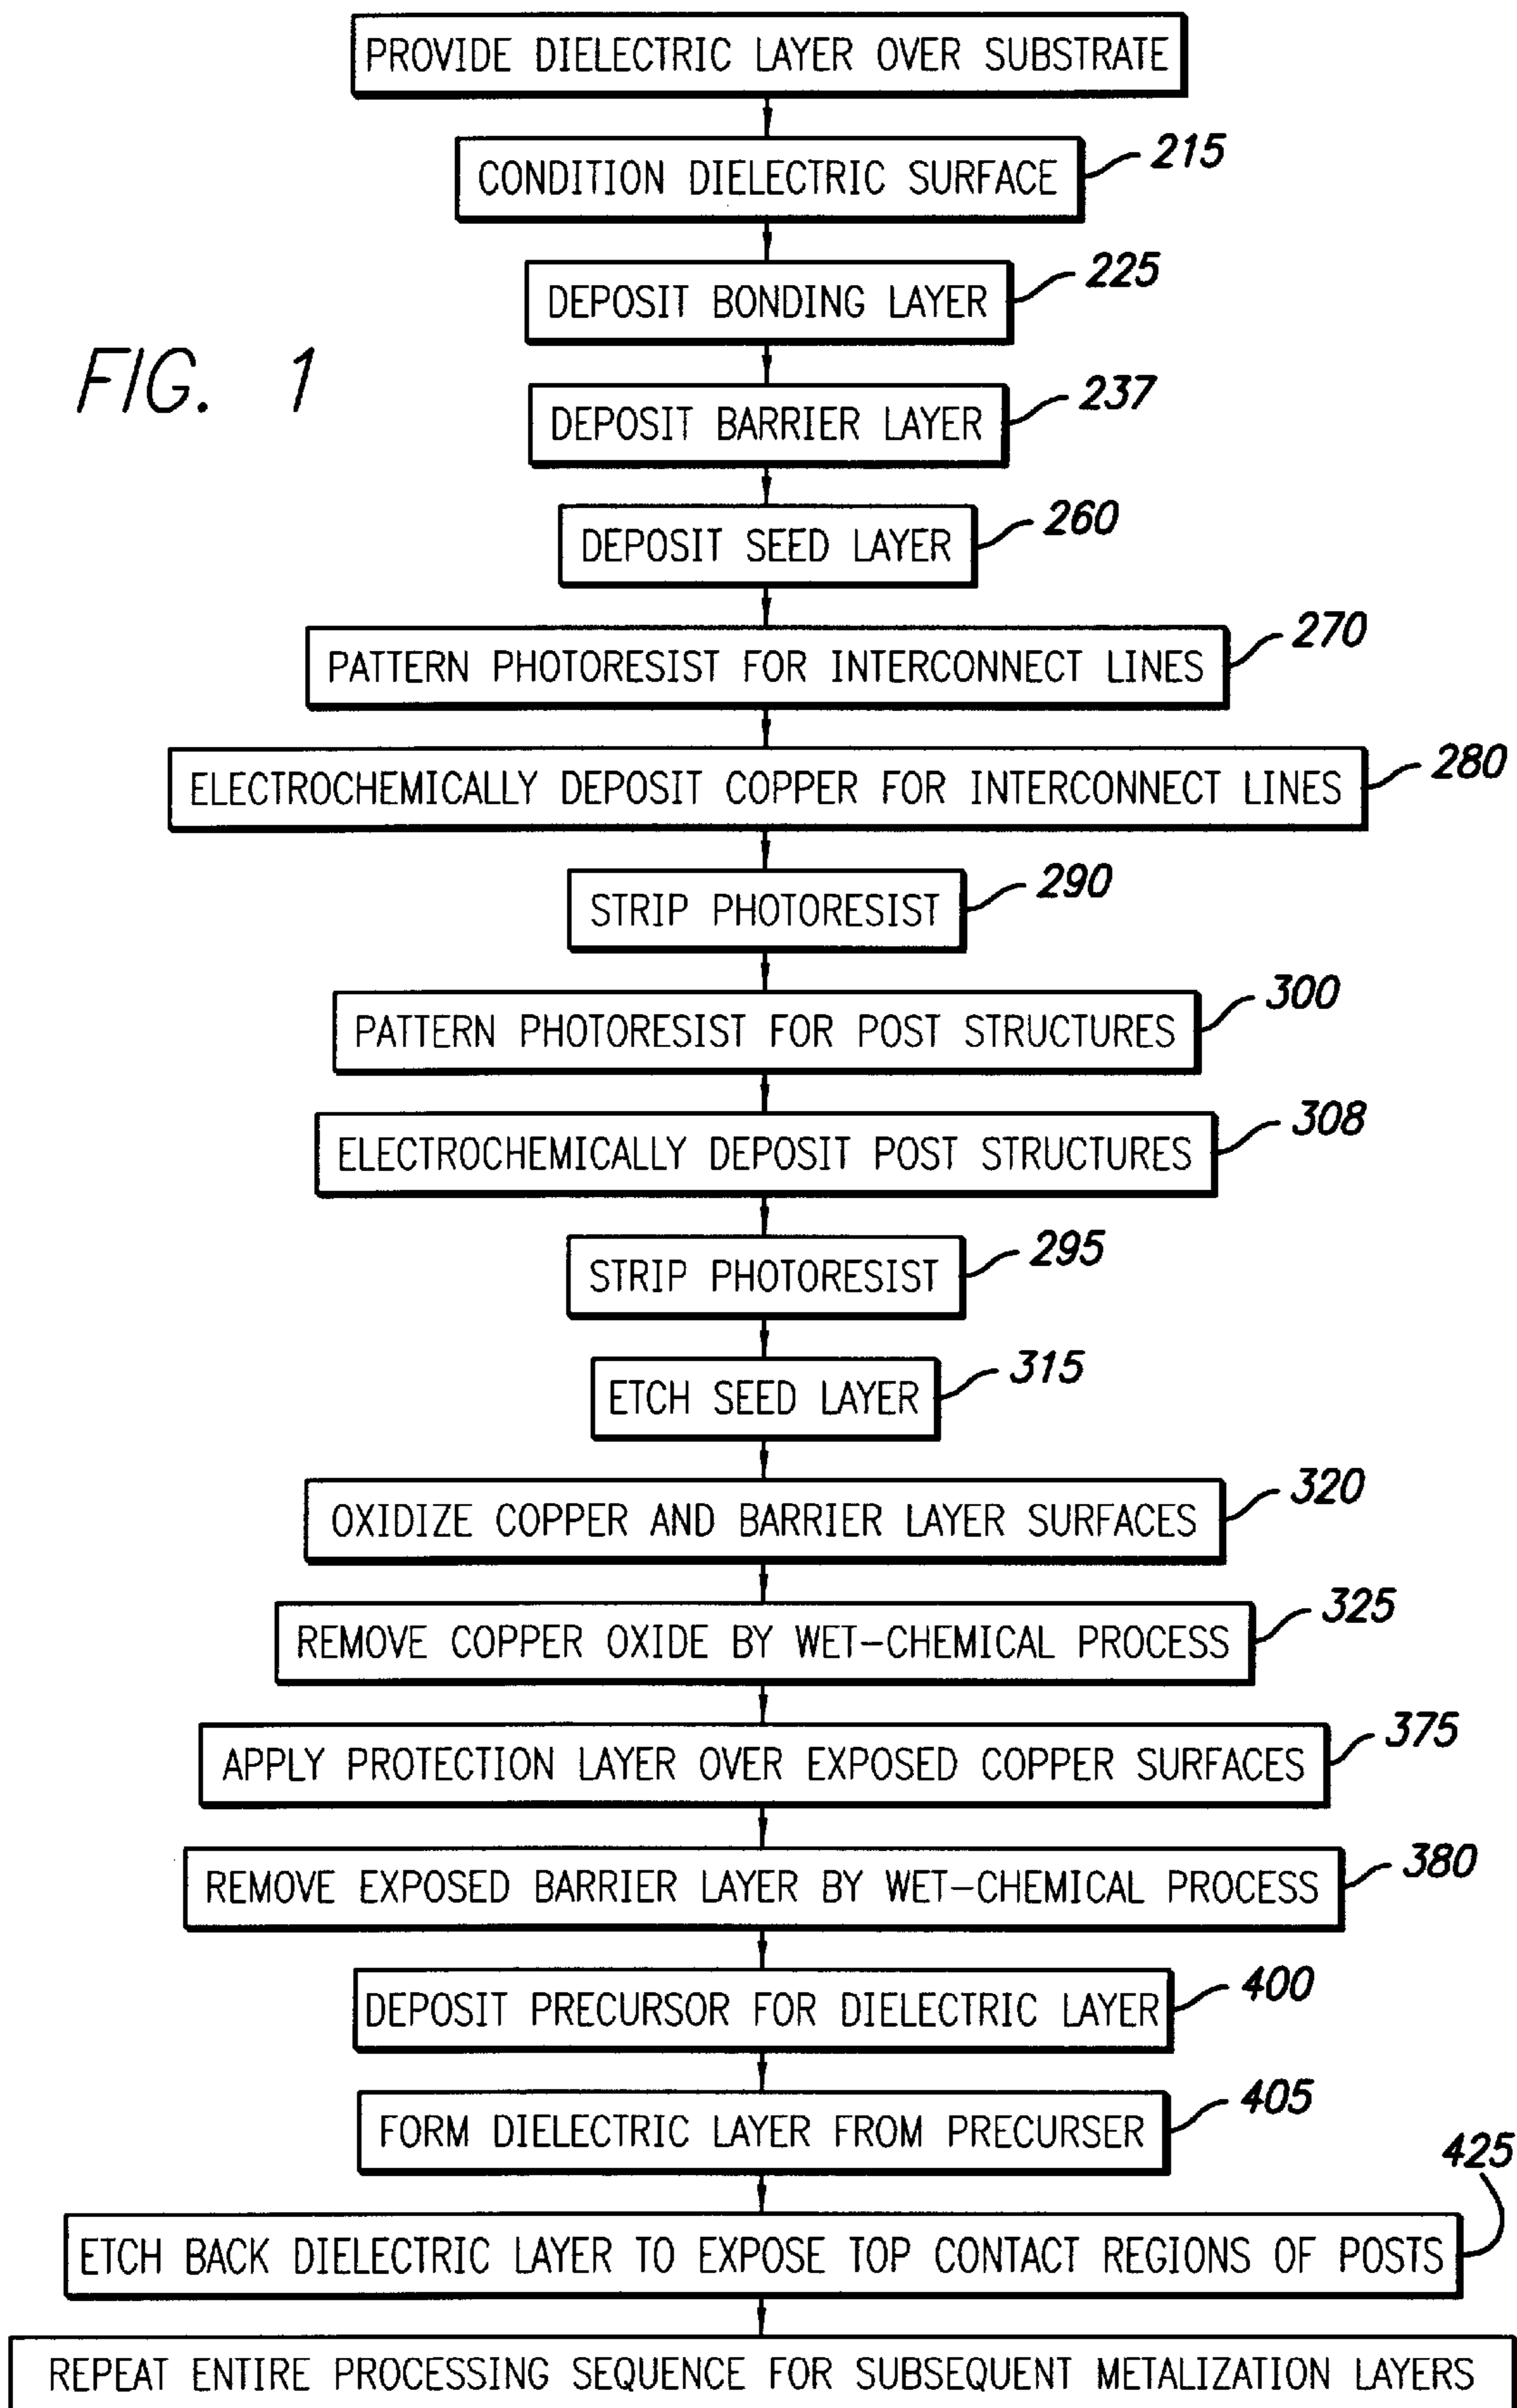 PROVIDE DIELECTRIC LAYER OVER SUBSTRATE
CONDITION DIELECTRIC SURFACE
215
DEPOSIT BONDING LAYER
225
FIG. 1
DEPOSIT BARRIER LAYER
237
DEPOSIT SEED LAYER
260
PATTERN PHOTORESIST FOR INTERCONNECT LINES
270
ELECTROCHEMICALLY DEPOSIT COPPER FOR INTERCONNECT LINES
280
STRIP PHOTORESIST
290
PATTERN PHOTORESIST FOR POST STRUCTURES
300
ELECTROCHEMICALLY DEPOSIT POST STRUCTURES
308
STRIP PHOTORESIST
295
ETCH SEED LAYER
315
OXIDIZE COPPER AND BARRIER LAYER SURFACES
320
REMOVE COPPER OXIDE BY WET-CHEMICAL PROCESS
325
APPLY PROTECTION LAYER OVER EXPOSED COPPER SURFACES
375
REMOVE EXPOSED BARRIER LAYER BY WET-CHEMICAL PROCESS
380
DEPOSIT PRECURSOR FOR DIELECTRIC LAYER
400
FORM DIELECTRIC LAYER FROM PRECURSER
405
ETCH BACK DIELECTRIC LAYER TO EXPOSE TOP CONTACT REGIONS OF POSTS
425
REPEAT ENTIRE PROCESSING SEQUENCE FOR SUBSEQUENT METALIZATION LAYERS